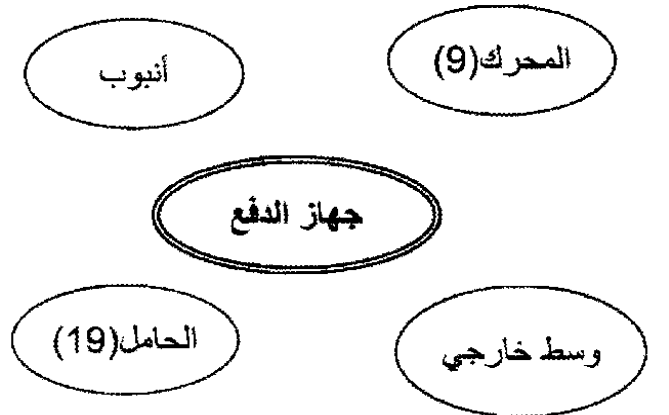 المحرك(9)
أنبوب
جهاز الدفع
الحامل(19)
وسط خارجي